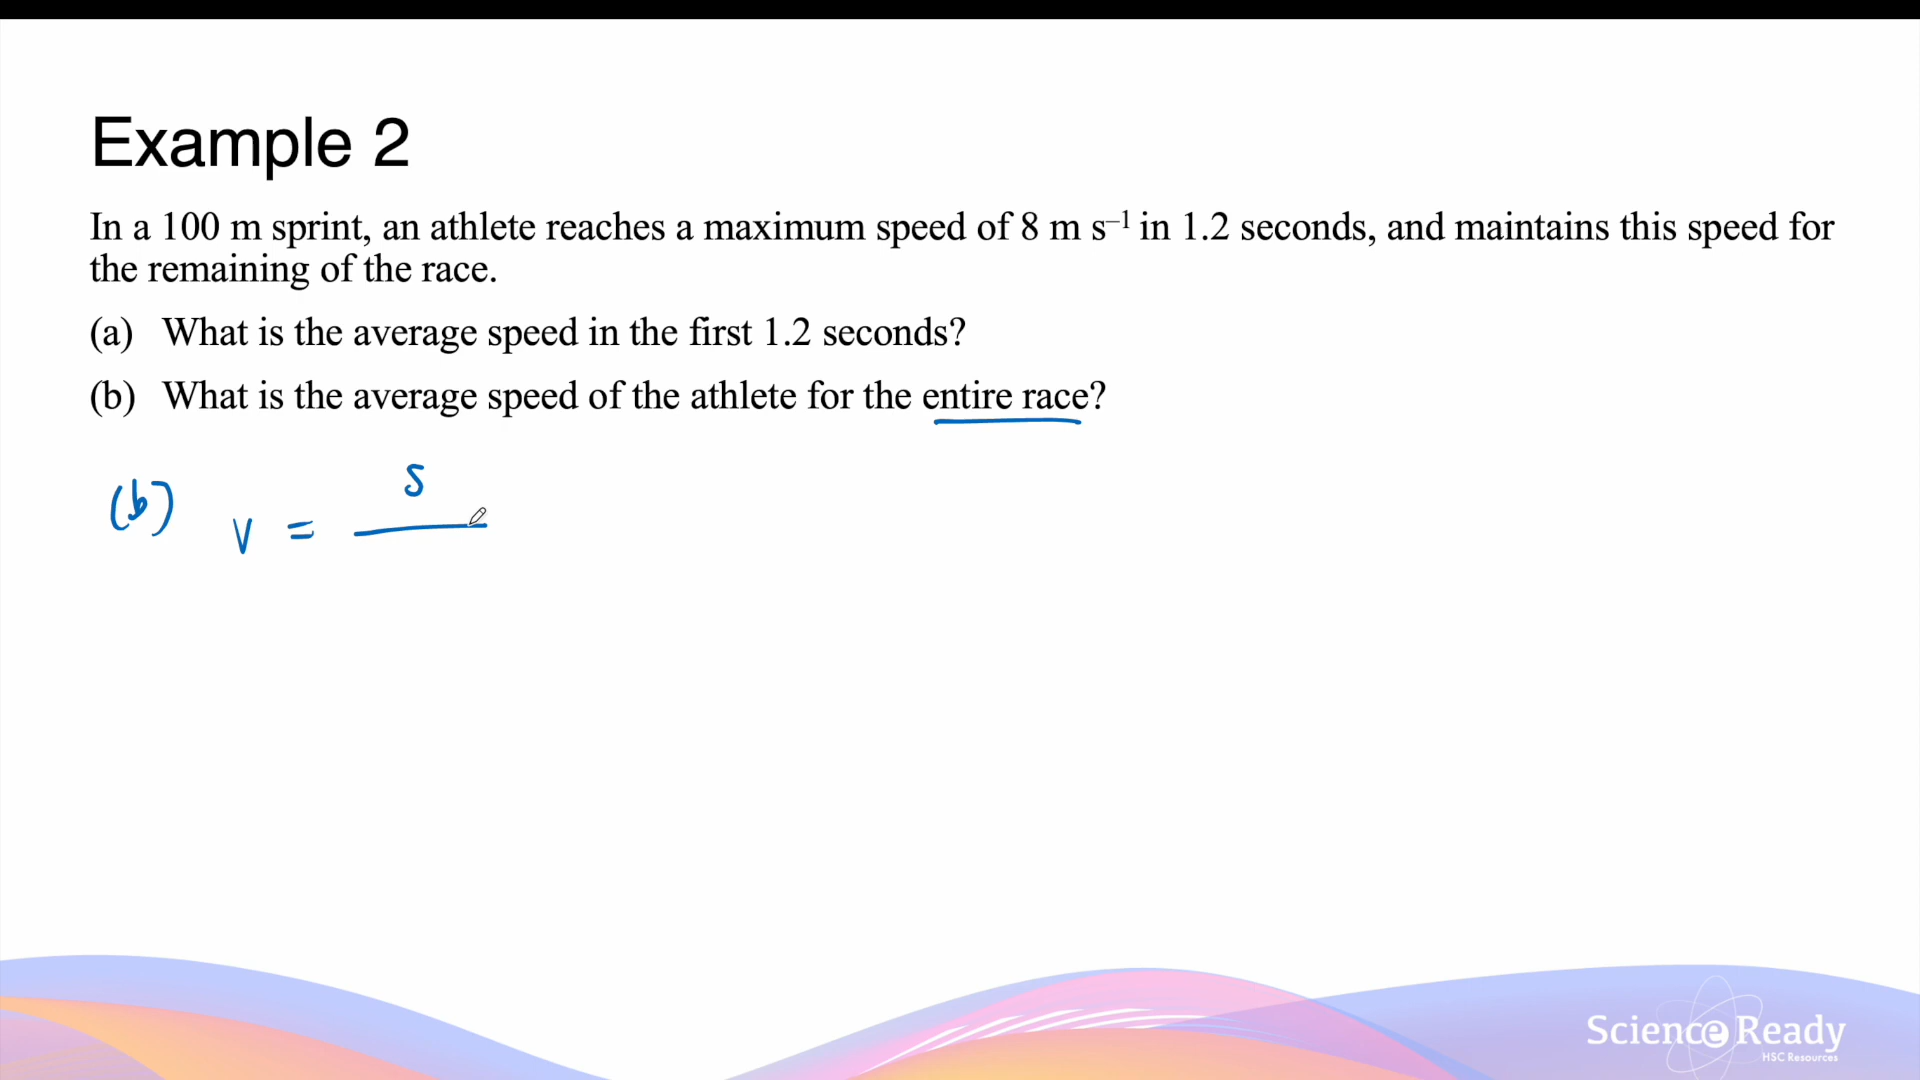 Example 2
In a 100 m sprint, an athlete reaches a maximum speed of 8 m s⁻¹ in 1.2 seconds, and maintains this speed for
the remaining of the race.
(a) What is the average speed in the first 1.2 seconds?
(b) What is the average speed of the athlete for the entire race?
s
(b) v =
Science Ready
HSC Resources